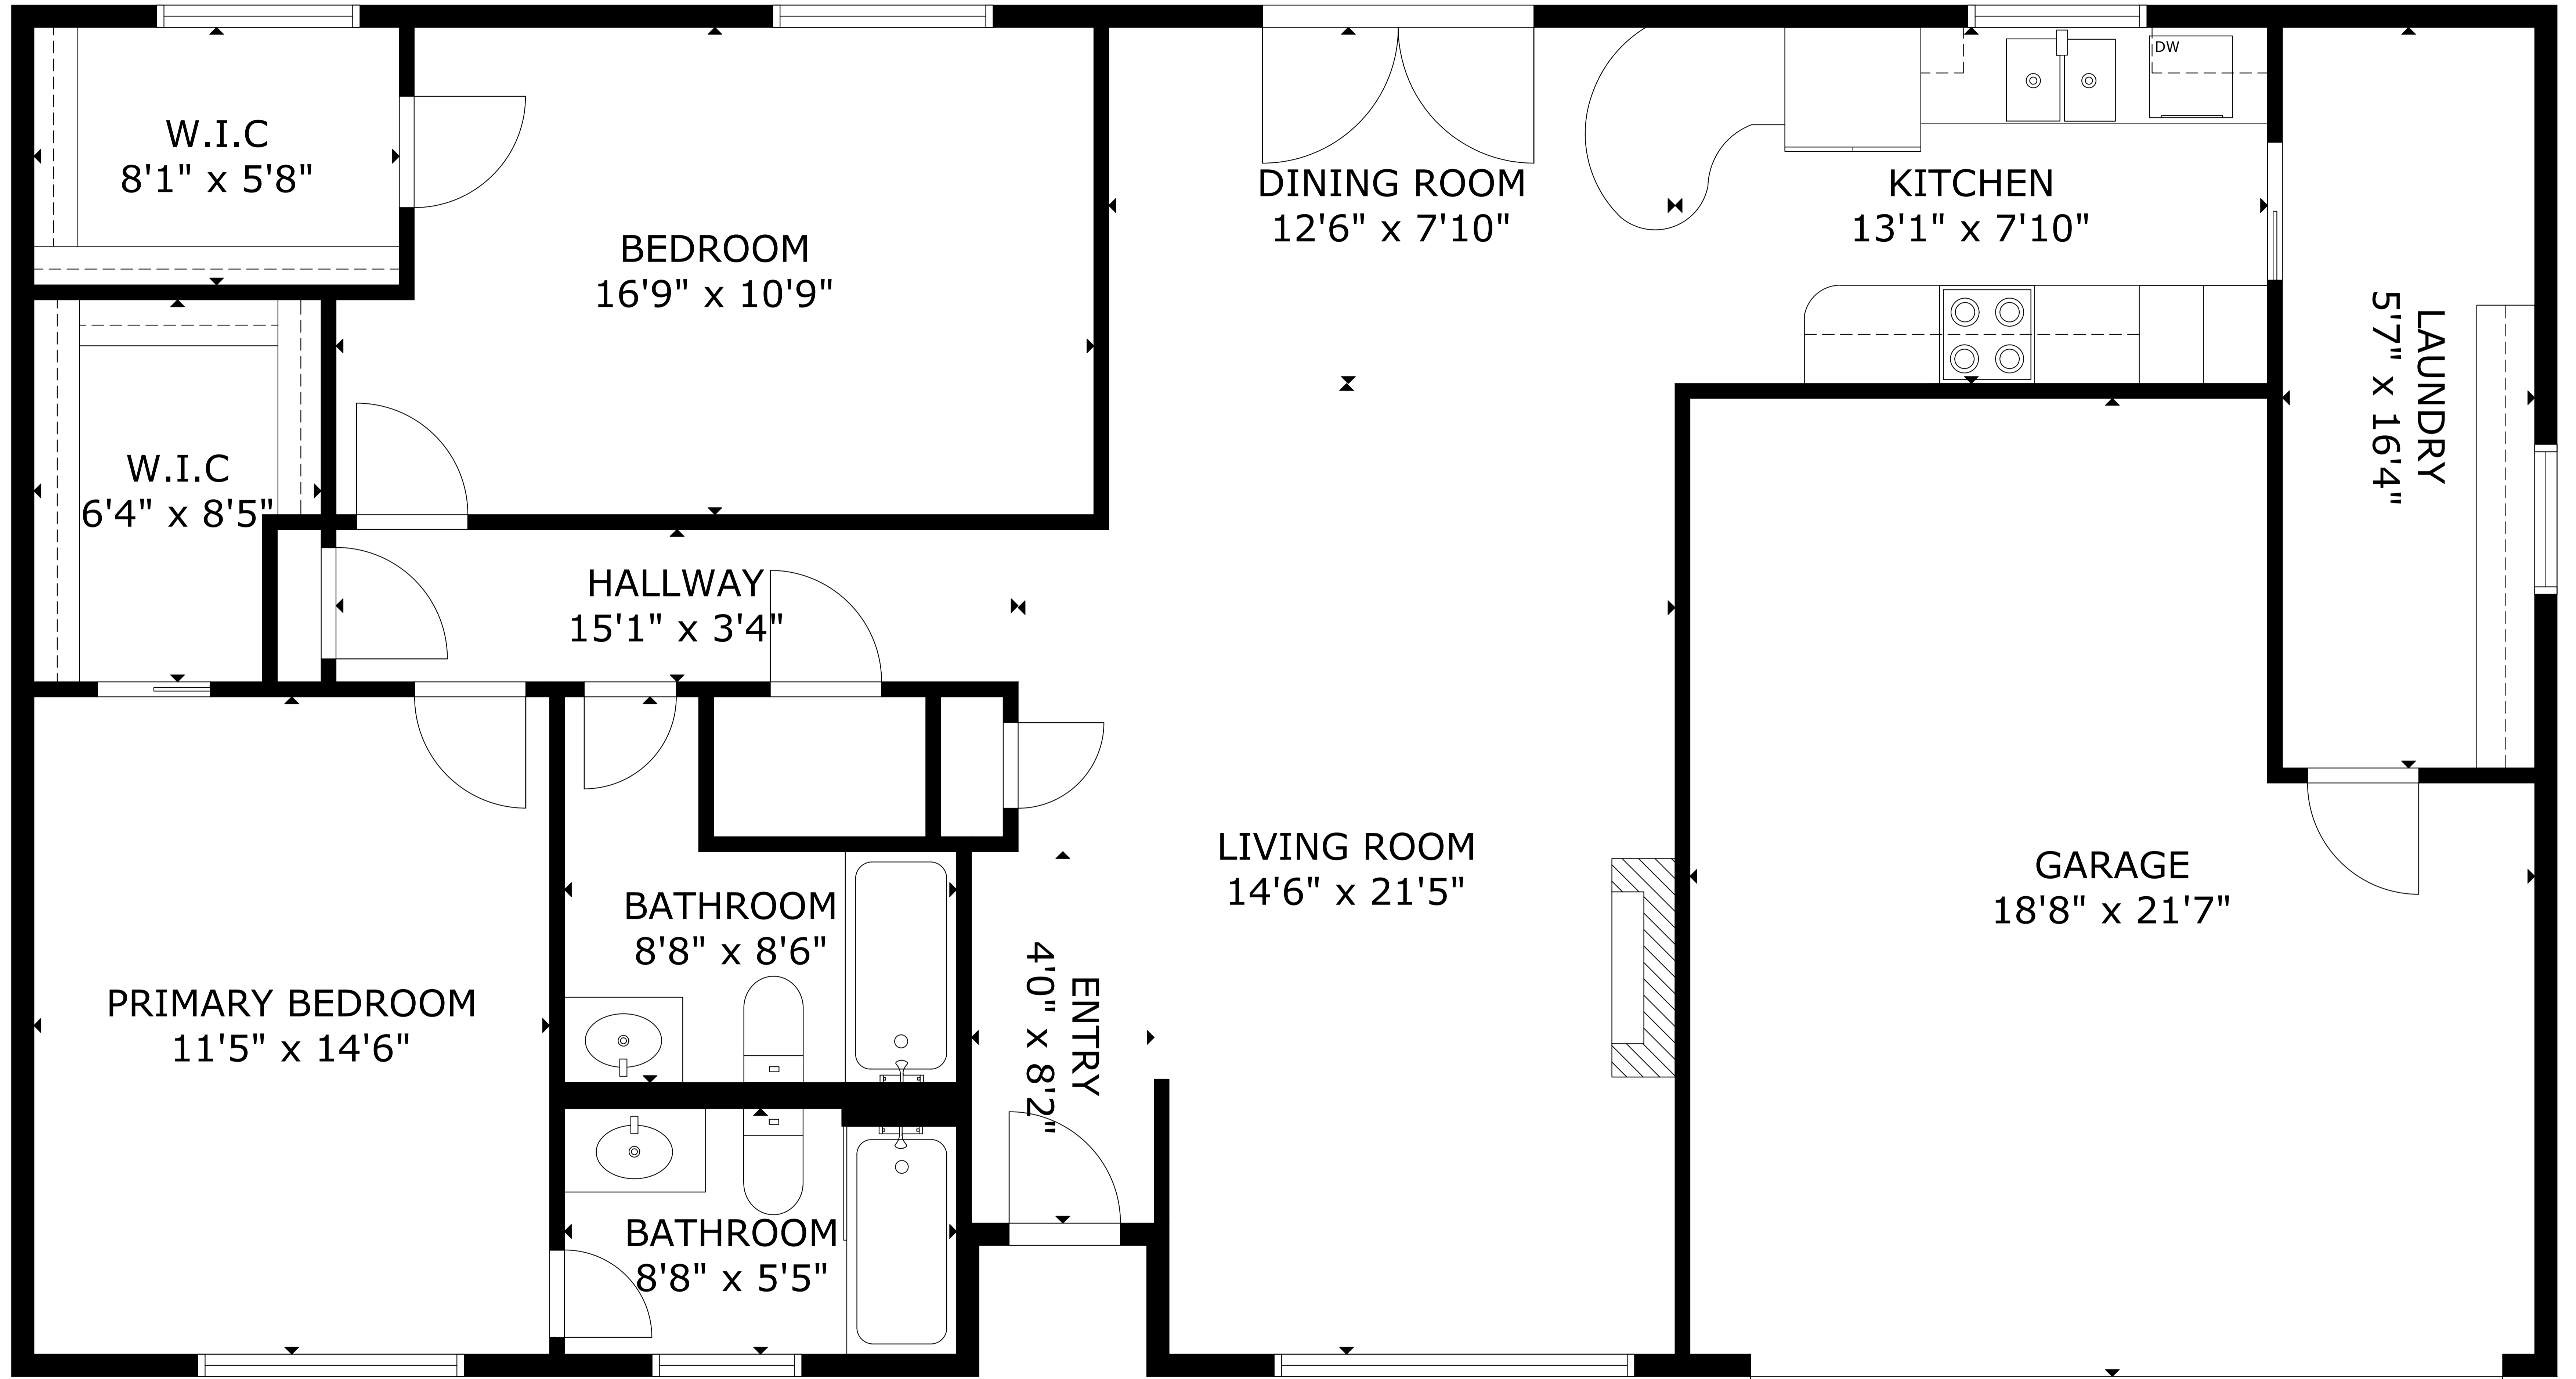 DW
W.I.C
8'1" x 5'8"
BEDROOM
16'9" x 10'9"
DINING ROOM
12'6" x 7'10"
KITCHEN
13'1" x 7'10"
LAUNDRY
5'7" x 16'4"
W.I.C
6'4" x 8'5"
HALLWAY
15'1" x 3'4"
LIVING ROOM
14'6" x 21'5"
GARAGE
18'8" x 21'7"
BATHROOM
8'8" x 8'6"
ENTRY
4'0" x 8'2"
PRIMARY BEDROOM
11'5" x 14'6"
BATHROOM
8'8" x 5'5"